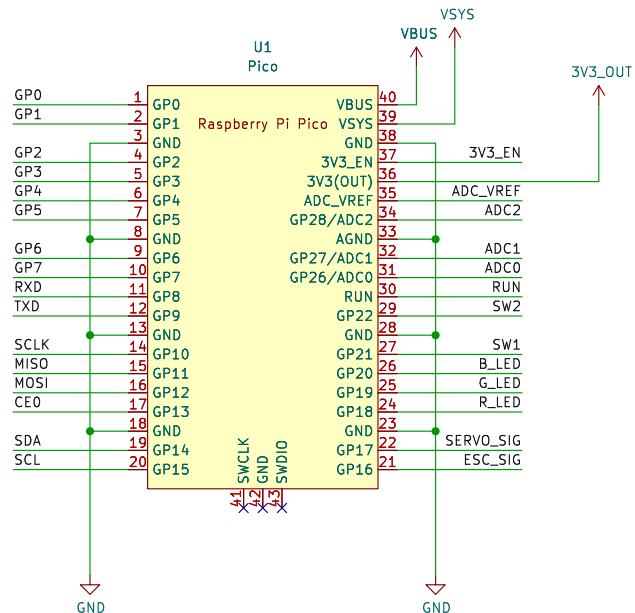 VSYS
VBUS
U1
Pico
3V3_OUT
GP0 1 GP0 VBUS 40
GP1 2 GP1 Raspberry Pi Pico VSYS 39
3 GND GND 38
GP2 4 GP2 3V3_EN 37 3V3_EN
GP3 5 GP3 3V3(OUT) 36
GP4 6 GP4 ADC_VREF 35 ADC_VREF
GP5 7 GP5 GP28/ADC2 34 ADC2
8 GND AGND 33
GP6 9 GP6 GP27/ADC1 32 ADC1
GP7 10 GP7 GP26/ADC0 31 ADC0
RXD 11 GP8 RUN 30 RUN
TXD 12 GP9 GP22 29 SW2
13 GND GND 28
SCLK 14 GP10 GP21 27 SW1
MISO 15 GP11 GP20 26 B_LED
MOSI 16 GP12 GP19 25 G_LED
CE0 17 GP13 GP18 24 R_LED
18 GND GND 23
SDA 19 GP14 GP17 22 SERVO_SIG
SCL 20 GP15 GP16 21 ESC_SIG
SWCLK GND SWDIO
41 42 43
GND GND